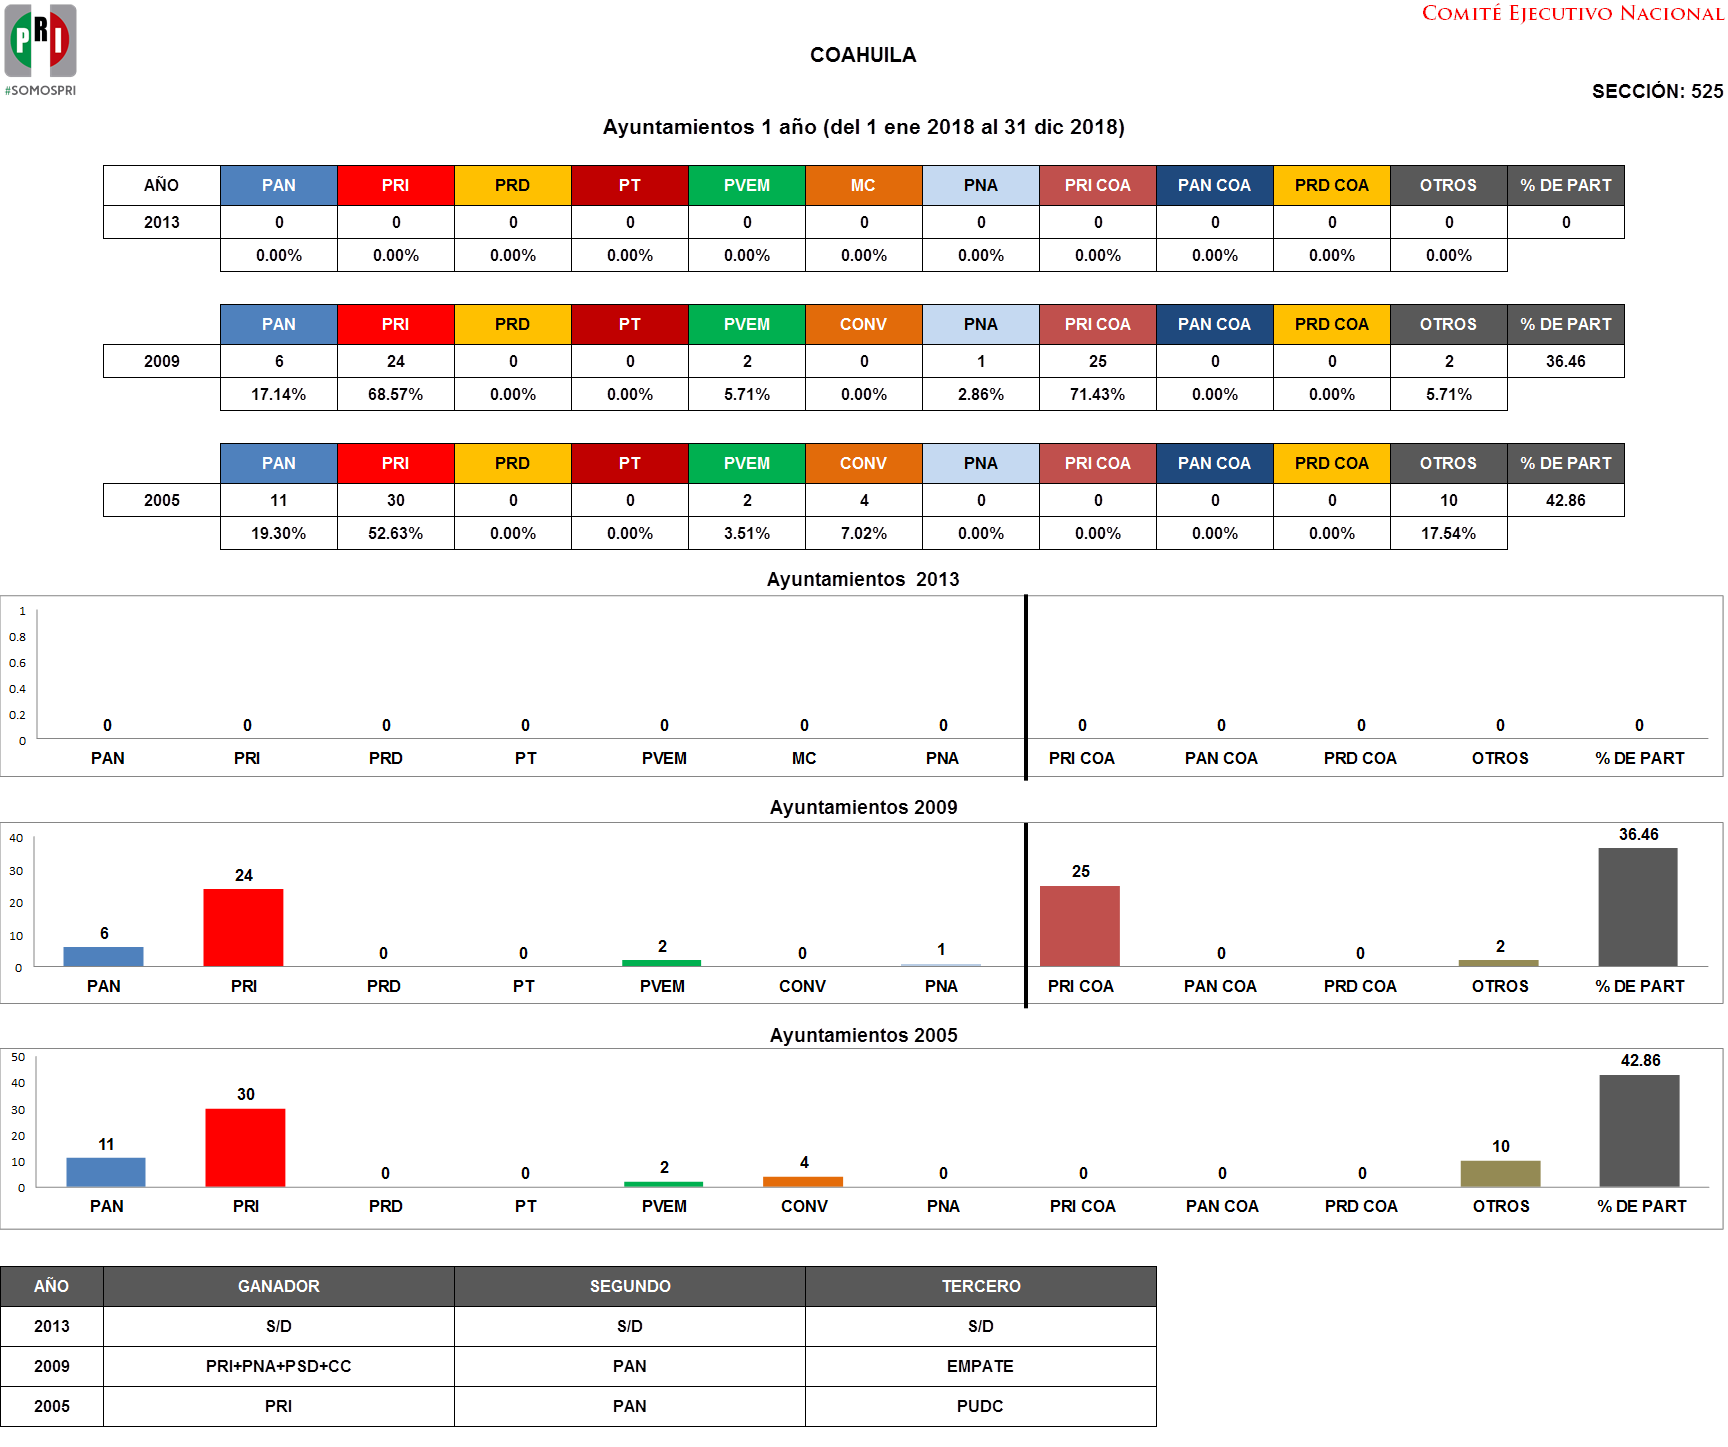 PRI
#SOMOSPRI
COMITÉ EJECUTIVO NACIONAL
COAHUILA
SECCIÓN: 525
Ayuntamientos 1 año (del 1 ene 2018 al 31 dic 2018)
AÑO PAN PRI PRD PT PVEM MC PNA PRI COA PAN COA PRD COA OTROS % DE PART
2013 0 0 0 0 0 0 0 0 0 0 0 0
0.00% 0.00% 0.00% 0.00% 0.00% 0.00% 0.00% 0.00% 0.00% 0.00% 0.00%
PAN PRI PRD PT PVEM CONV PNA PRI COA PAN COA PRD COA OTROS % DE PART
2009 6 24 0 0 2 0 1 25 0 0 2 36.46
17.14% 68.57% 0.00% 0.00% 5.71% 0.00% 2.86% 71.43% 0.00% 0.00% 5.71%
PAN PRI PRD PT PVEM CONV PNA PRI COA PAN COA PRD COA OTROS % DE PART
2005 11 30 0 0 2 4 0 0 0 0 10 42.86
19.30% 52.63% 0.00% 0.00% 3.51% 7.02% 0.00% 0.00% 0.00% 0.00% 17.54%
Ayuntamientos 2013
1
0.8
0.6
0.4
0.2
0
0 0 0 0 0 0 0 0 0 0 0 0
PAN PRI PRD PT PVEM MC PNA PRI COA PAN COA PRD COA OTROS % DE PART
Ayuntamientos 2009
40
30
20
10
0
6 24 0 0 2 0 1 25 0 0 2 36.46
PAN PRI PRD PT PVEM CONV PNA PRI COA PAN COA PRD COA OTROS % DE PART
Ayuntamientos 2005
50
40
30
20
10
0
11 30 0 0 2 4 0 0 0 0 10 42.86
PAN PRI PRD PT PVEM CONV PNA PRI COA PAN COA PRD COA OTROS % DE PART
AÑO GANADOR SEGUNDO TERCERO
2013 S/D S/D S/D
2009 PRI+PNA+PSD+CC PAN EMPATE
2005 PRI PAN PUDC